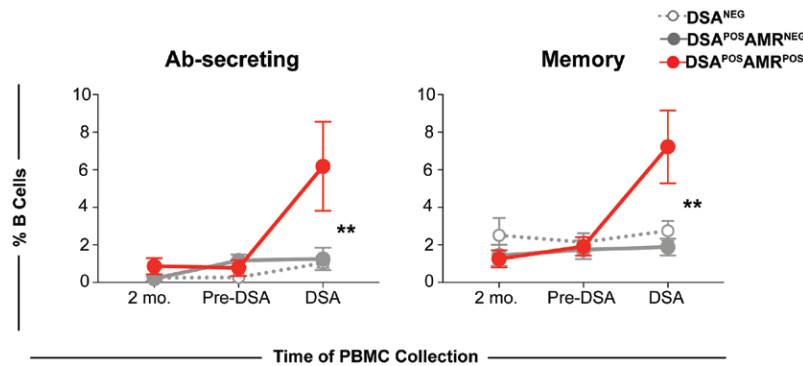 DSA^NEG
DSA^POS AMR^NEG
DSA^POS AMR^POS
Ab-secreting
Memory
% B Cells
10
8
6
4
2
0
**
2 mo. Pre-DSA DSA
10
8
6
4
2
0
**
2 mo. Pre-DSA DSA
Time of PBMC Collection